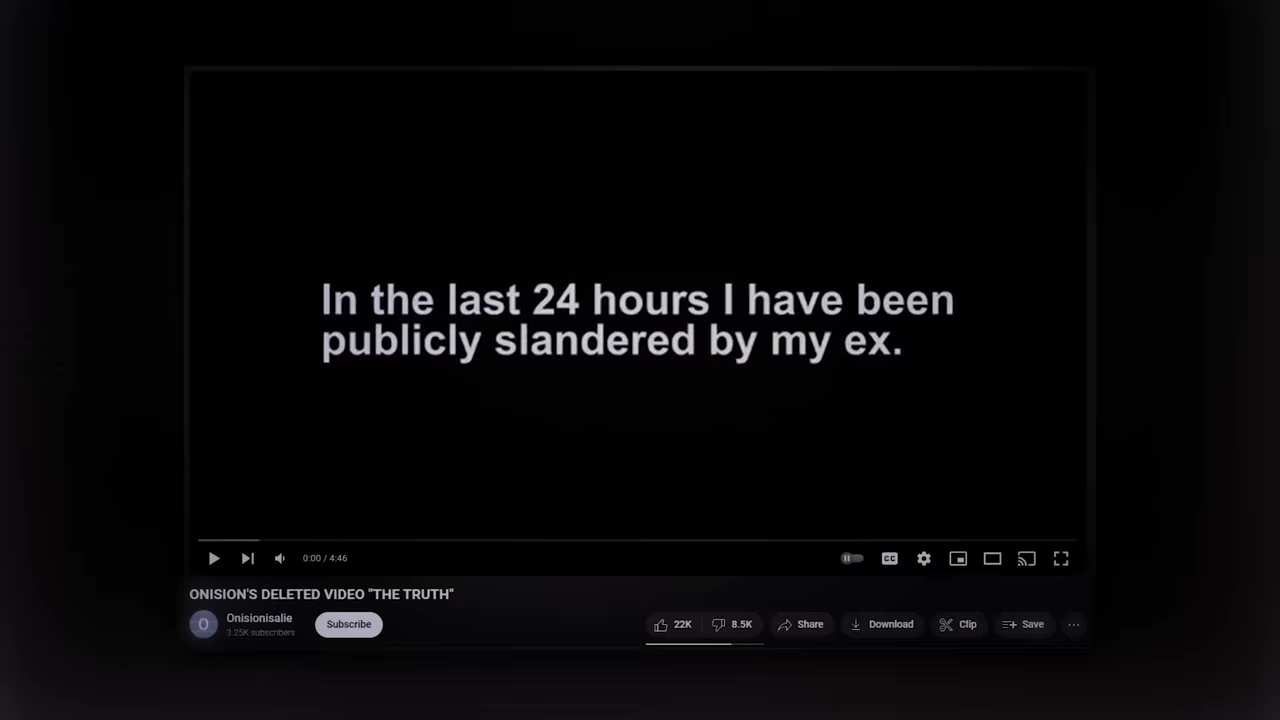 In the last 24 hours I have been
publicly slandered by my ex.
0:00 / 4:46
CC
ONISION'S DELETED VIDEO "THE TRUTH"
O
Onisionisalie
3.25K subscribers
Subscribe
22K
8.5K
Share
Download
Clip
Save